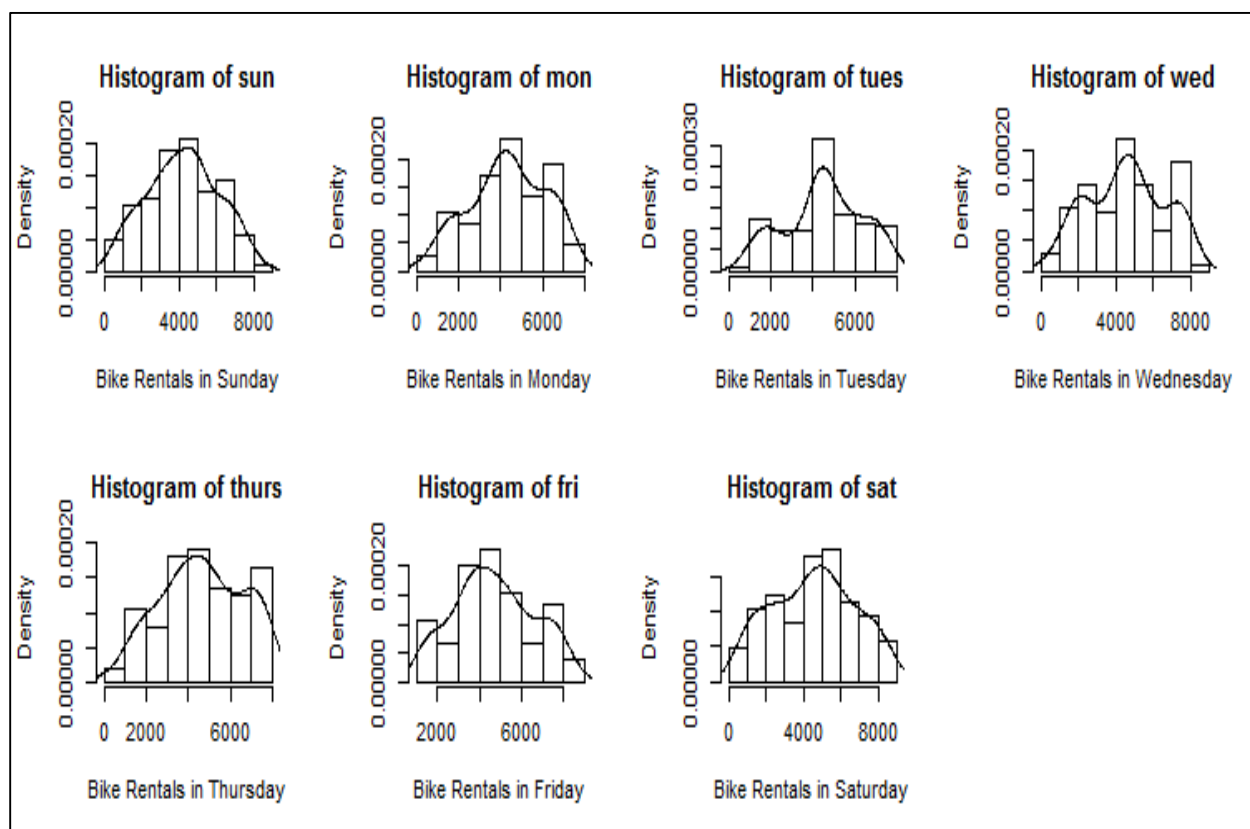 Histogram of sun
Density
0.00000
0.00020
0
4000
8000
Bike Rentals in Sunday
Histogram of mon
Density
0.00000
0.00020
0
2000
6000
Bike Rentals in Monday
Histogram of tues
Density
0.00000
0.00030
0
2000
6000
Bike Rentals in Tuesday
Histogram of wed
Density
0.00000
0.00020
0
4000
8000
Bike Rentals in Wednesday
Histogram of thurs
Density
0.00000
0.00020
0
2000
6000
Bike Rentals in Thursday
Histogram of fri
Density
0.00000
0.00020
2000
6000
Bike Rentals in Friday
Histogram of sat
Density
0.00000
0
4000
8000
Bike Rentals in Saturday